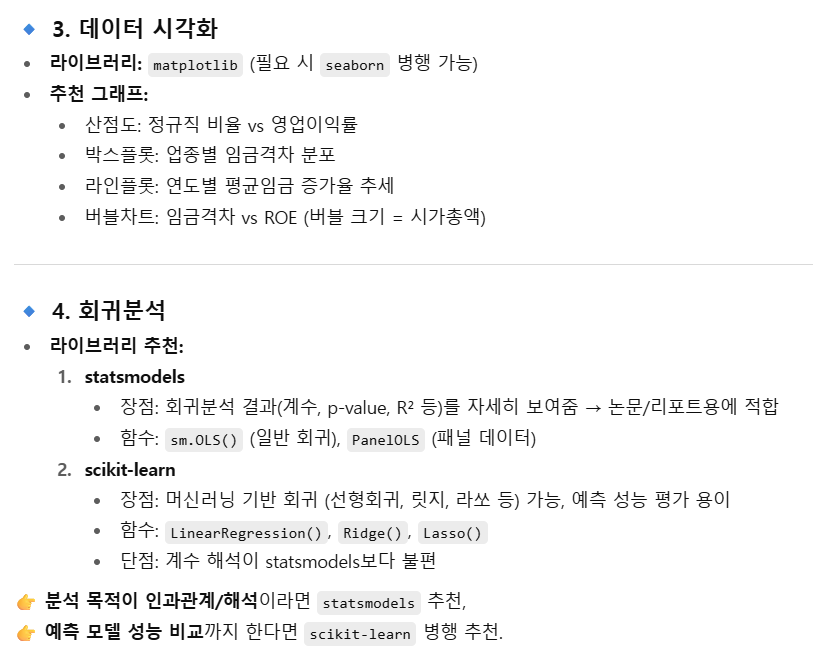 3. 데이터 시각화
라이브러리: matplotlib (필요 시 seaborn 병행 가능)
추천 그래프:
산점도: 정규직 비율 vs 영업이익률
박스플롯: 업종별 임금격차 분포
라인플롯: 연도별 평균임금 증가율 추세
버블차트: 임금격차 vs ROE (버블 크기 = 시가총액)
4. 회귀분석
라이브러리 추천:
1. statsmodels
장점: 회귀분석 결과(계수, p-value, R² 등)를 자세히 보여줌 → 논문/리포트용에 적합
함수: sm.OLS() (일반 회귀), PanelOLS (패널 데이터)
2. scikit-learn
장점: 머신러닝 기반 회귀 (선형회귀, 릿지, 라쏘 등) 가능, 예측 성능 평가 용이
함수: LinearRegression(), Ridge(), Lasso()
단점: 계수 해석이 statsmodels보다 불편
👉 분석 목적이 인과관계/해석이라면 statsmodels 추천,
👉 예측 모델 성능 비교까지 한다면 scikit-learn 병행 추천.